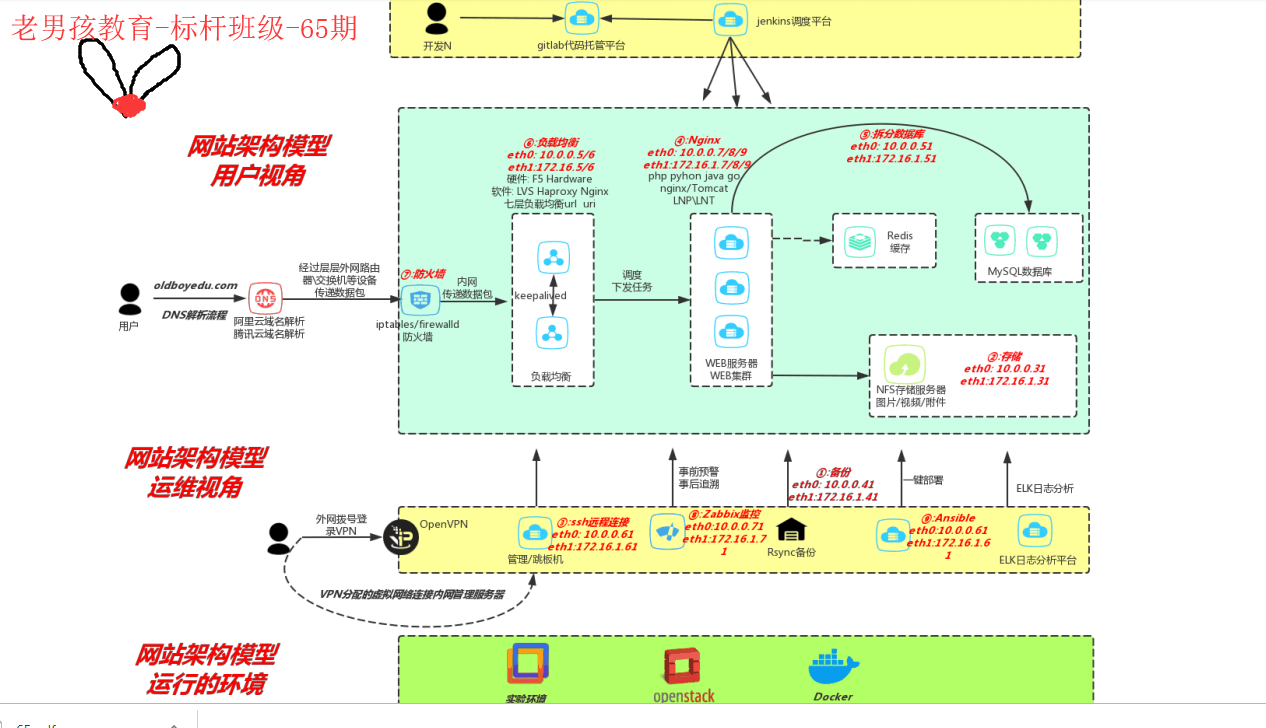 老男孩教育-标杆班级-65期
开发N
gitlab代码托管平台
jenkins调度平台
网站架构模型
用户视角
⑥:负载均衡
eth0: 10.0.0.5/6
eth1:172.16.5/6
硬件: F5 Hardware
软件: LVS Haproxy Nginx
七层负载均衡url uri
④:Nginx
eth0: 10.0.0.7/8/9
eth1:172.16.1.7/8/9
php pyhon java go
nginx/Tomcat
LNP\LNT
⑤:拆分数据库
eth0: 10.0.0.51
eth1:172.16.1.51
用户
oldboyedu.com
DNS解析流程
DNS
阿里云域名解析
腾讯云域名解析
经过层层外网路由
器\交换机等设备
传递数据包
⑦:防火墙
iptables/firewalld
防火墙
内网
传递数据包
keepalived
负载均衡
调度
下发任务
WEB服务器
WEB集群
Redis
缓存
MySQL数据库
NFS存储服务器
图片/视频/附件
②:存储
eth0: 10.0.0.31
eth1:172.16.1.31
网站架构模型
运维视角
事前预警
事后追溯
①:备份
eth0: 10.0.0.41
eth1:172.16.1.41
一键部署
ELK日志分析
外网拨号登
录VPN
OpenVPN
:ssh远程连接
eth0: 10.0.0.61
eth1:172.16.1.61
管理/跳板机
:Zabbix监控
eth0:10.0.0.71
eth1:172.16.1.7
1
Rsync备份
:Ansible
eth0:10.0.0.61
eth1:172.16.1.6
1
ELK日志分析平台
VPN分配的虚拟网络连接内网管理服务器
网站架构模型
运行的环境
实验环境
openstack
Docker